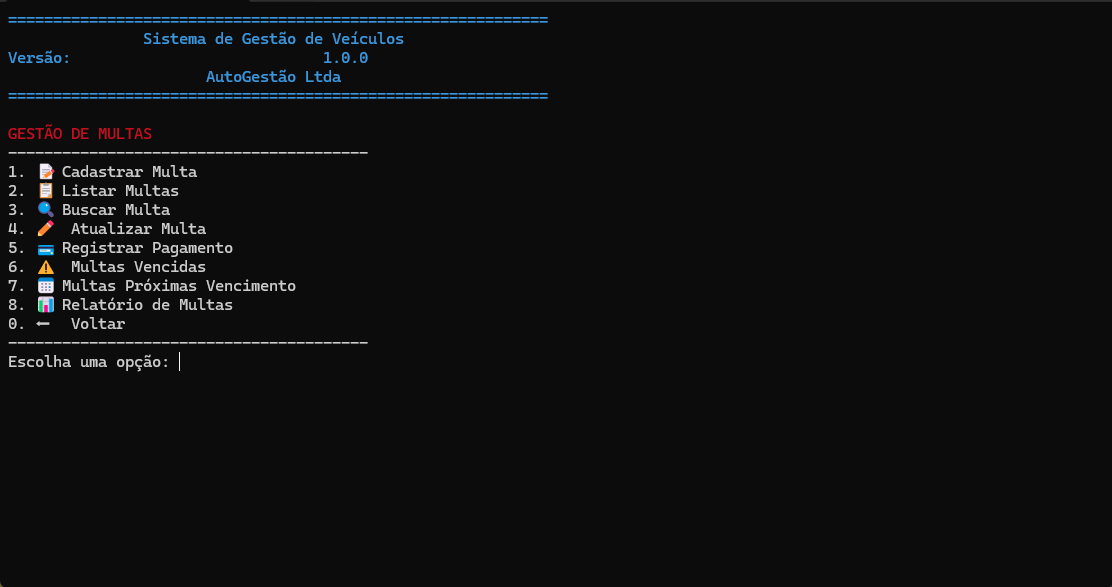 ============================================================
Sistema de Gestão de Veículos
Versão: 1.0.0
AutoGestão Ltda
============================================================
GESTÃO DE MULTAS
----------------------------------------
1. 📝 Cadastrar Multa
2. 📋 Listar Multas
3. 🔍 Buscar Multa
4. ✏️ Atualizar Multa
5. 💳 Registrar Pagamento
6. ⚠️ Multas Vencidas
7. 📅 Multas Próximas Vencimento
8. 📊 Relatório de Multas
0. ⬅️ Voltar
----------------------------------------
Escolha uma opção: